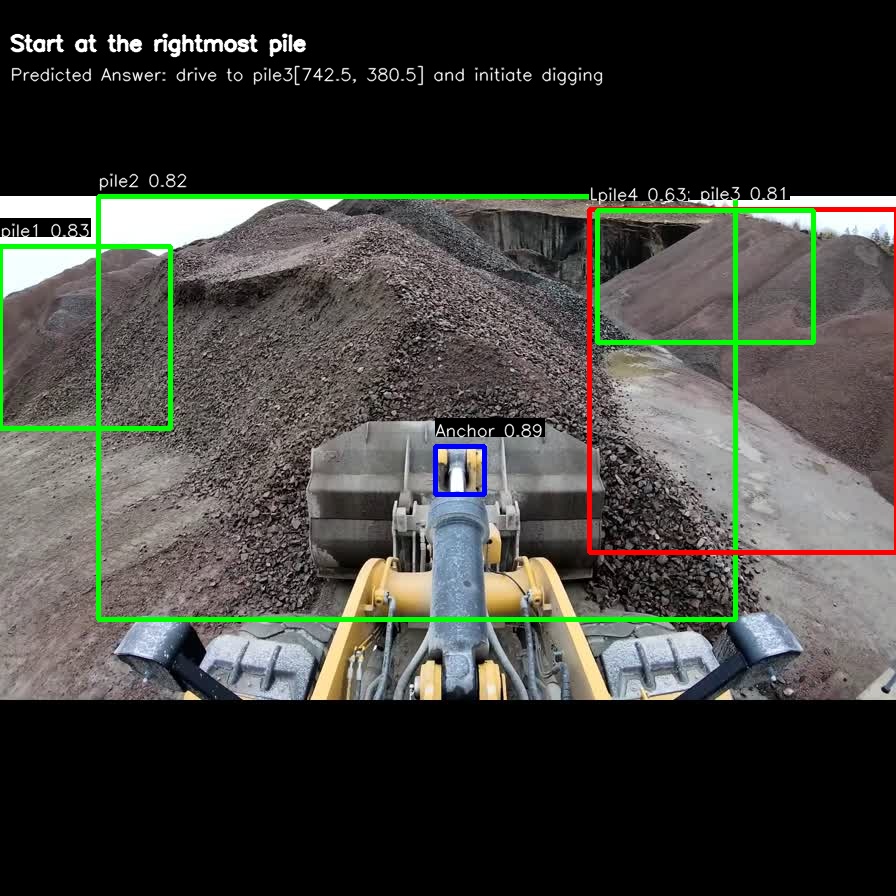 Start at the rightmost pile
Predicted Answer: drive to pile3[742.5, 380.5] and initiate digging
pile2 0.82
Lpile4 0.63; pile3 0.81
pile1 0.83
Anchor 0.89